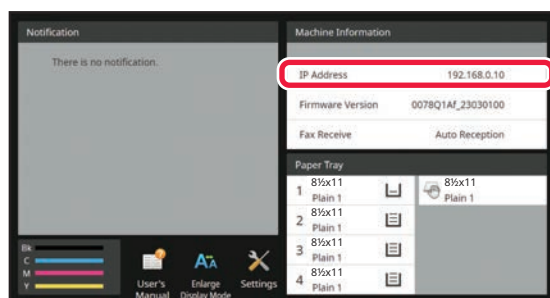 Notification
There is no notification.
Machine Information
IP Address 192.168.0.10
Firmware Version 0078Q1Af_23030100
Fax Receive Auto Reception
Paper Tray
1 8½x11
Plain 1
8½x11
Plain 1
2 8½x11
Plain 1
3 8½x11
Plain 1
4 8½x11
Plain 1
Bk
C
M
Y
User's
Manual
Enlarge
Display Mode
Settings